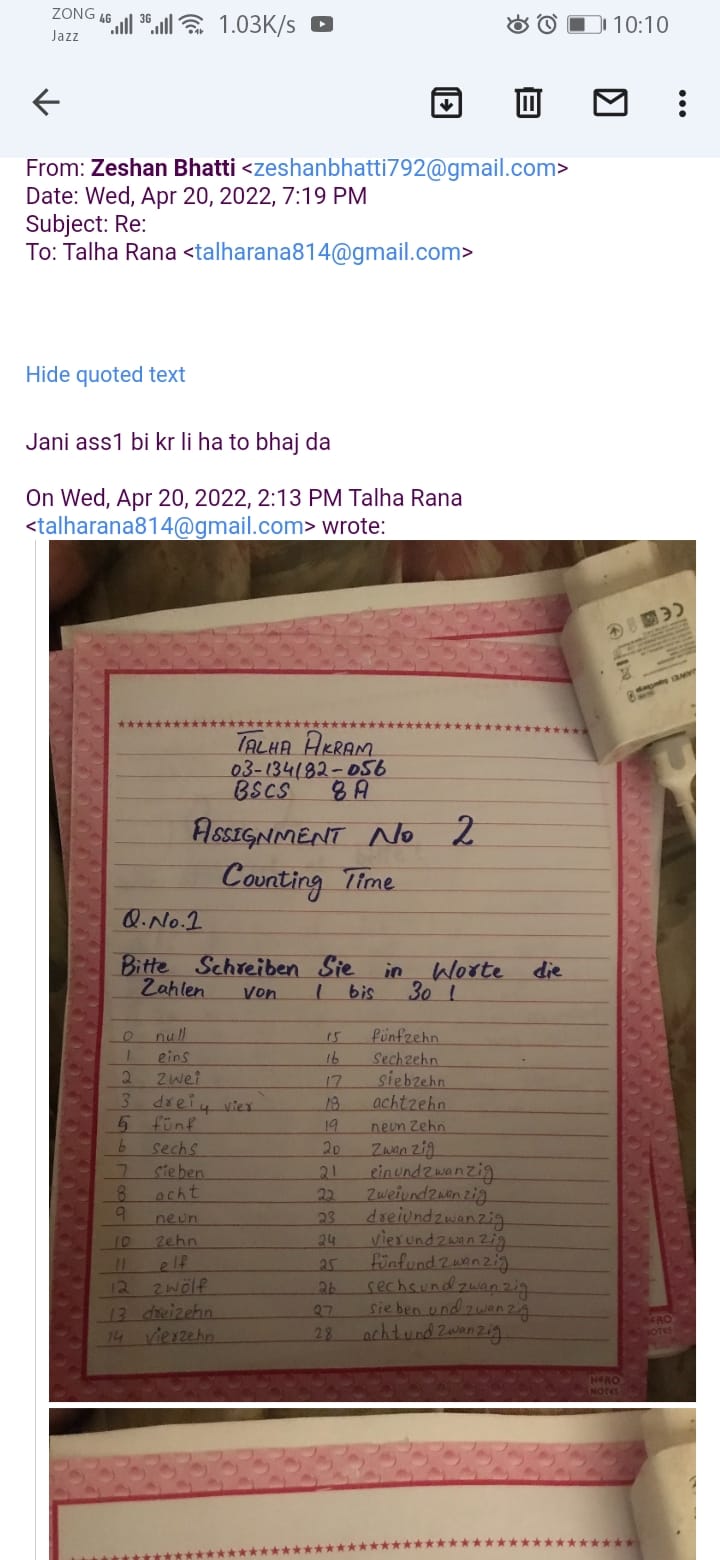 ZONG 4G 3G 1.03K/s 10:10
Jazz
From: Zeshan Bhatti <zeshanbhatti792@gmail.com>
Date: Wed, Apr 20, 2022, 7:19 PM
Subject: Re:
To: Talha Rana <talharana814@gmail.com>
Hide quoted text
Jani ass1 bi kr li ha to bhaj da
On Wed, Apr 20, 2022, 2:13 PM Talha Rana
<talharana814@gmail.com> wrote:
TALHA AKRAM
03-134182-056
BSCS 8A
ASSIGNMENT No 2
Counting Time
Q.No.1
Bitte Schreiben Sie in Worte die
Zahlen von 1 bis 30 !
0 null 15 fünfzehn
1 eins 16 sechzehn
2 zwei 17 siebzehn
3 drei 4 vier 18 achtzehn
5 fünf 19 neunzehn
6 sechs 20 zwanzig
7 sieben 21 einundzwanzig
8 acht 22 zweiundzwanzig
9 neun 23 dreiundzwanzig
10 zehn 24 vierundzwanzig
11 elf 25 fünfundzwanzig
12 zwölf 26 sechsundzwanzig
13 dreizehn 27 siebenundzwanzig
14 vierzehn 28 achtundzwanzig
HERO
NOTES